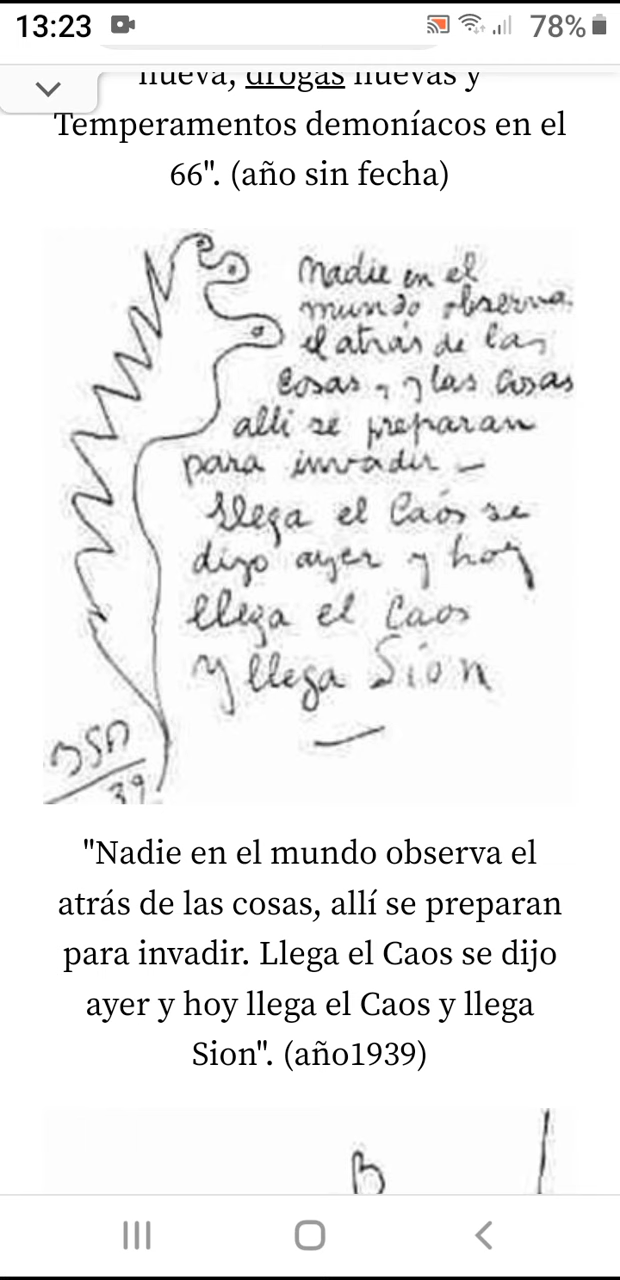 13:23
78%
nueva, drogas nuevas y
Temperamentos demoníacos en el
66". (año sin fecha)
Nadie en el
mundo observa
el atrás de las
cosas, y las cosas
alli se preparan
para invadir –
llega el Caos se
dijo ayer y hoy
llega el Caos
y llega Sion
BSP
39
"Nadie en el mundo observa el
atrás de las cosas, allí se preparan
para invadir. Llega el Caos se dijo
ayer y hoy llega el Caos y llega
Sion". (año1939)
B